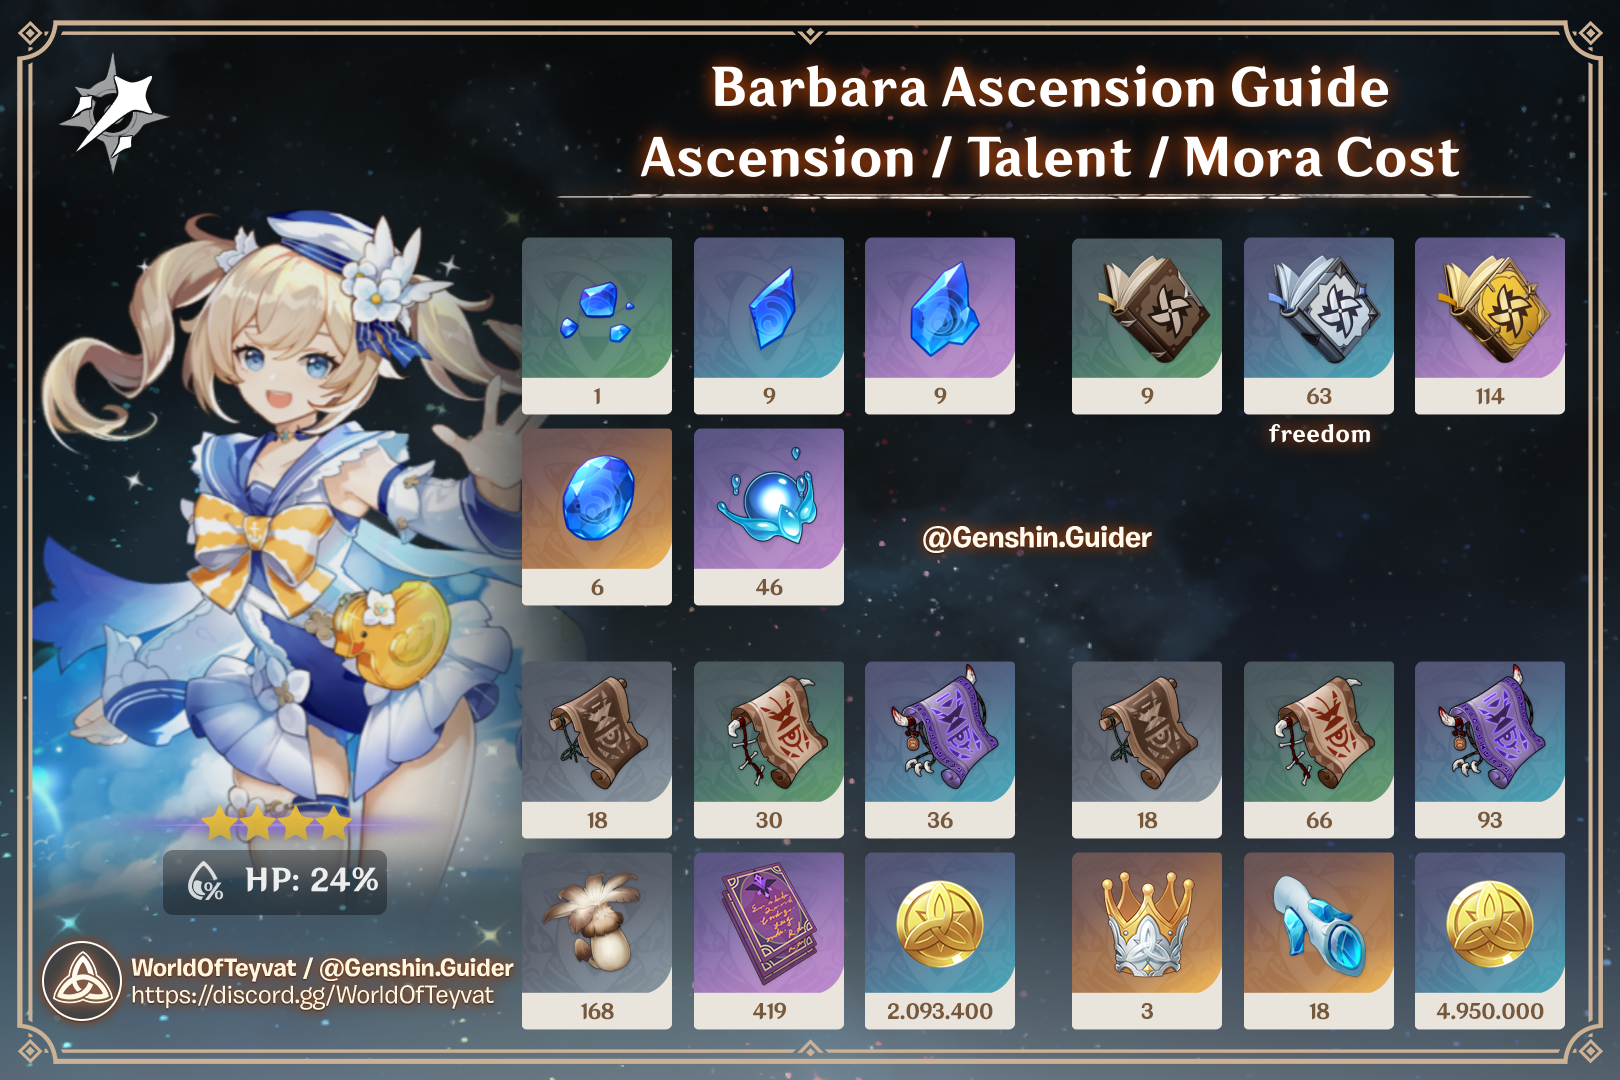 Barbara Ascension Guide
Ascension / Talent / Mora Cost
1
9
9
9
63
114
freedom
6
46
@Genshin.Guider
18
30
36
18
66
93
HP: 24%
168
419
2.093.400
3
18
4.950.000
WorldOfTeyvat / @Genshin.Guider
https://discord.gg/WorldOfTeyvat